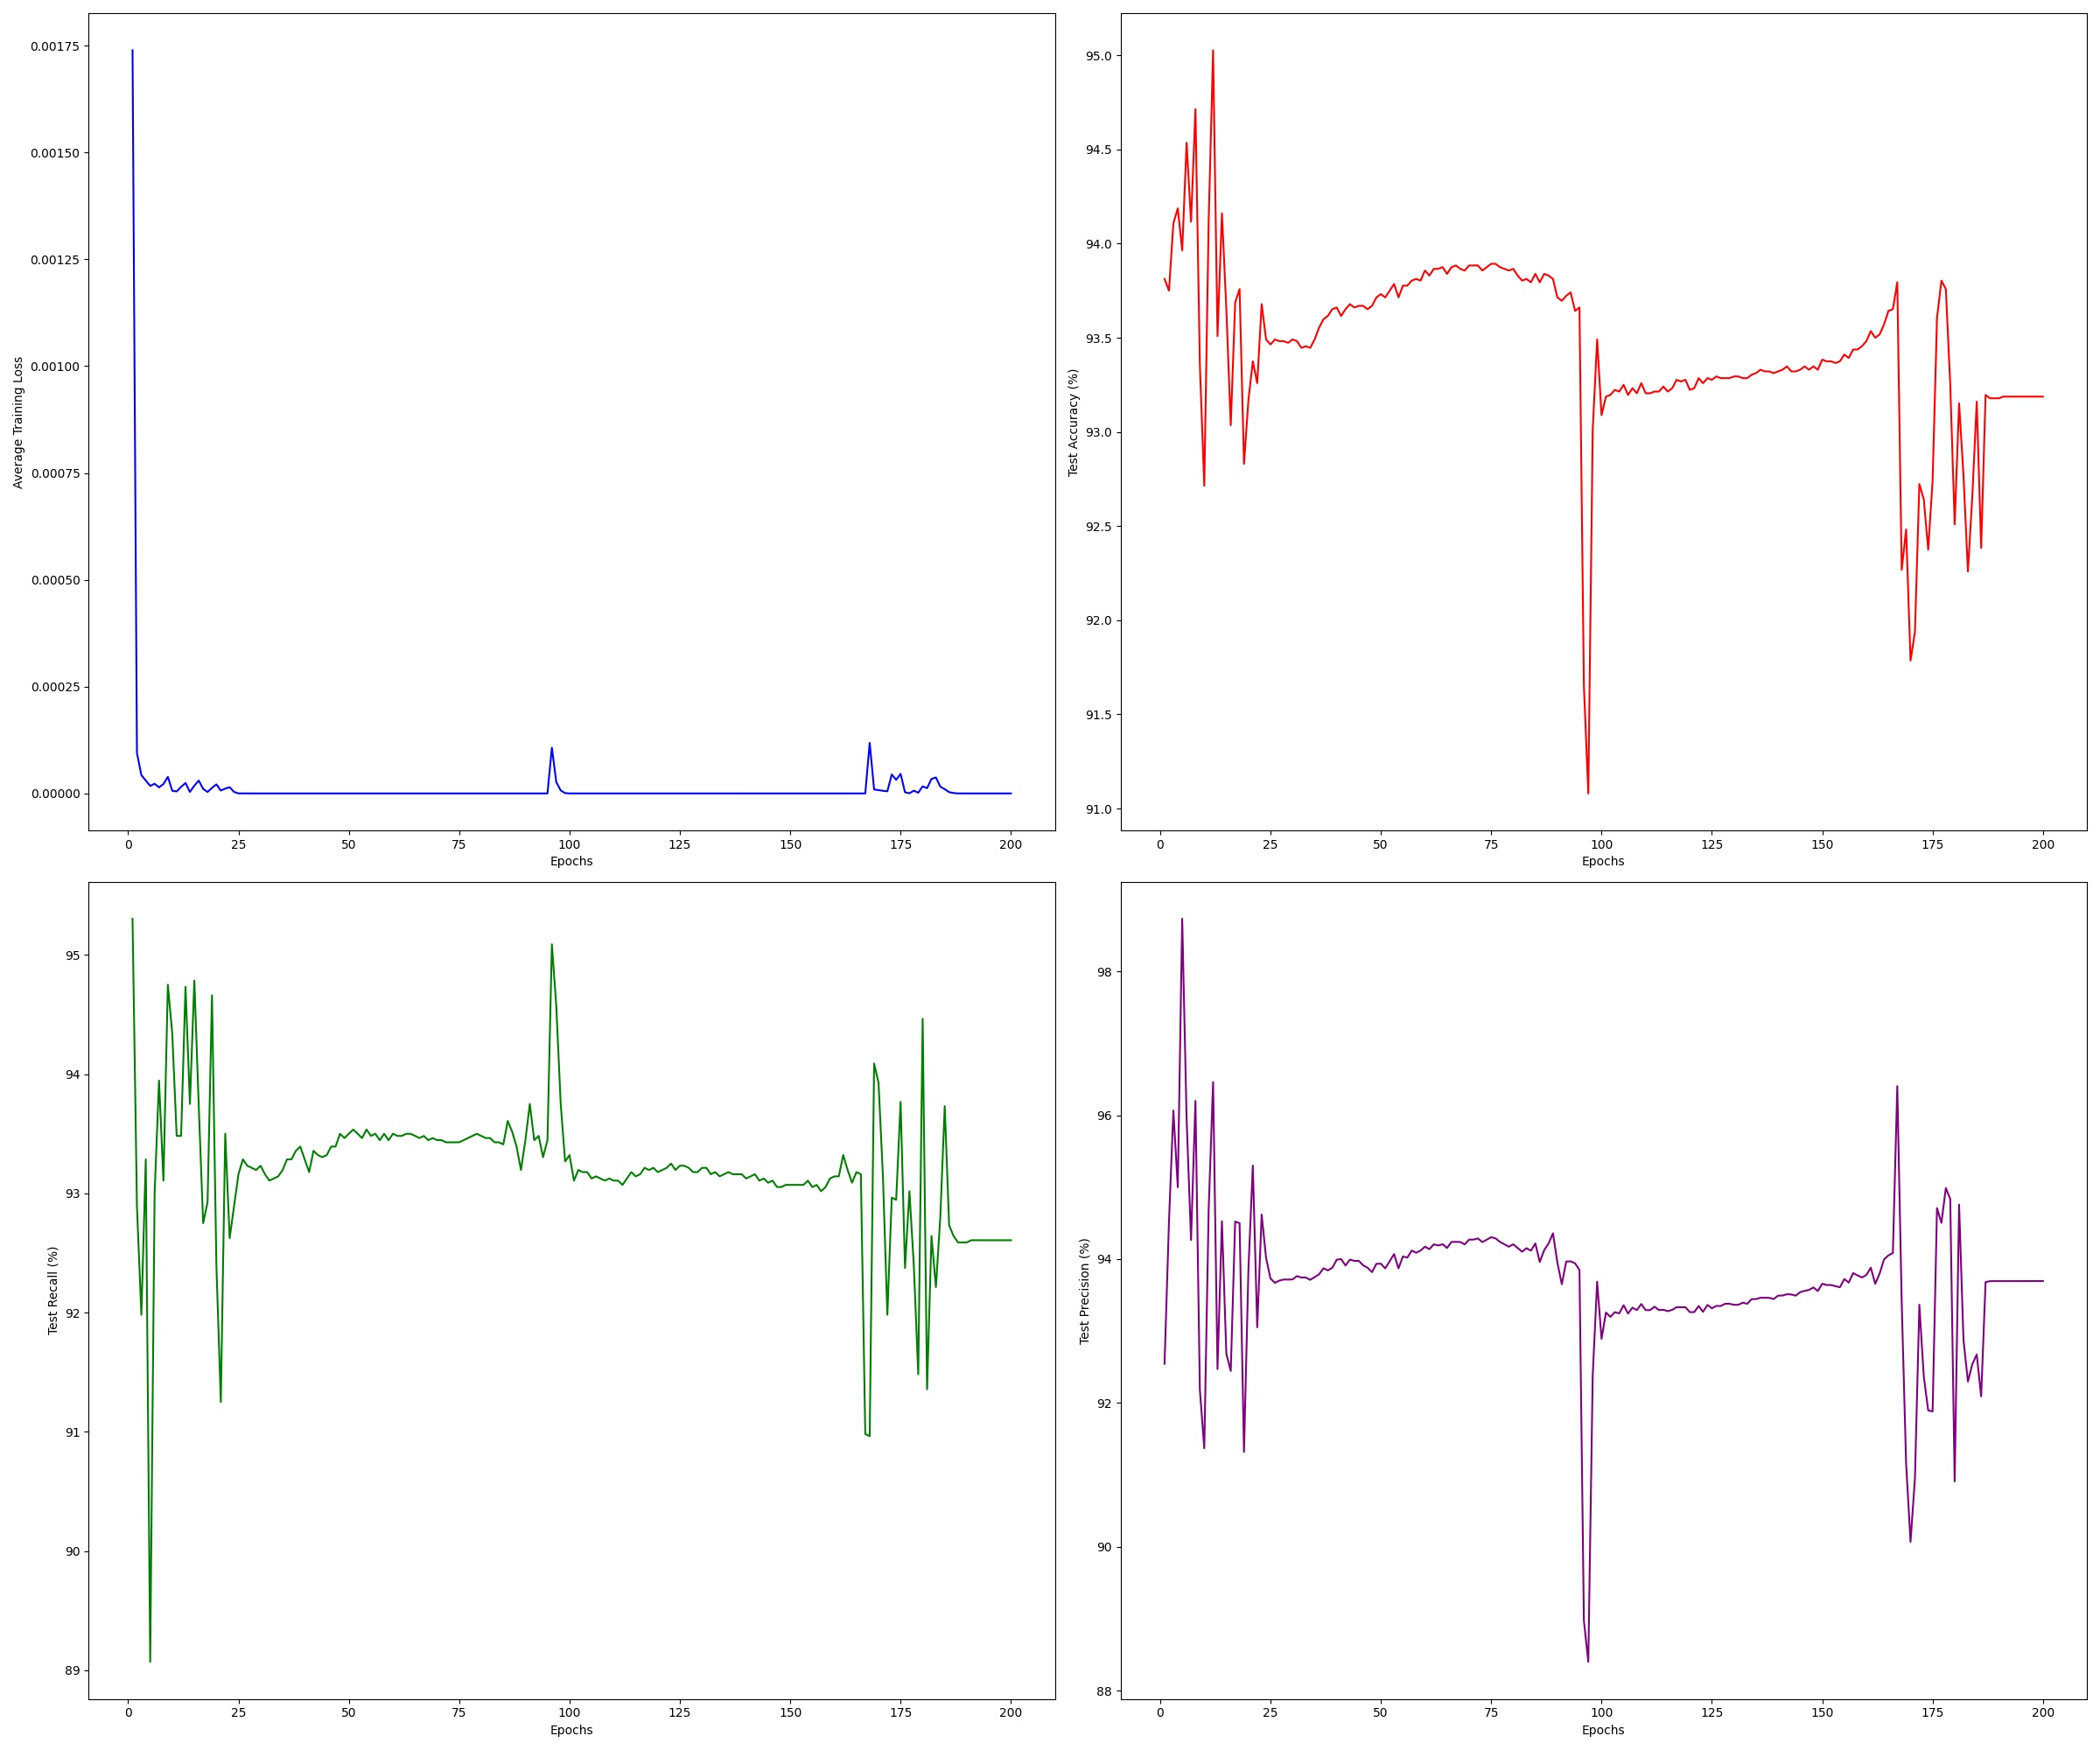 0.00175
0.00150
0.00125
0.00100
0.00075
0.00050
0.00025
0.00000
Average Training Loss
0 25 50 75 100 125 150 175 200
Epochs
95.0
94.5
94.0
93.5
93.0
92.5
92.0
91.5
91.0
Test Accuracy (%)
0 25 50 75 100 125 150 175 200
Epochs
95
94
93
92
91
90
89
Test Recall (%)
0 25 50 75 100 125 150 175 200
Epochs
98
96
94
92
90
88
Test Precision (%)
0 25 50 75 100 125 150 175 200
Epochs